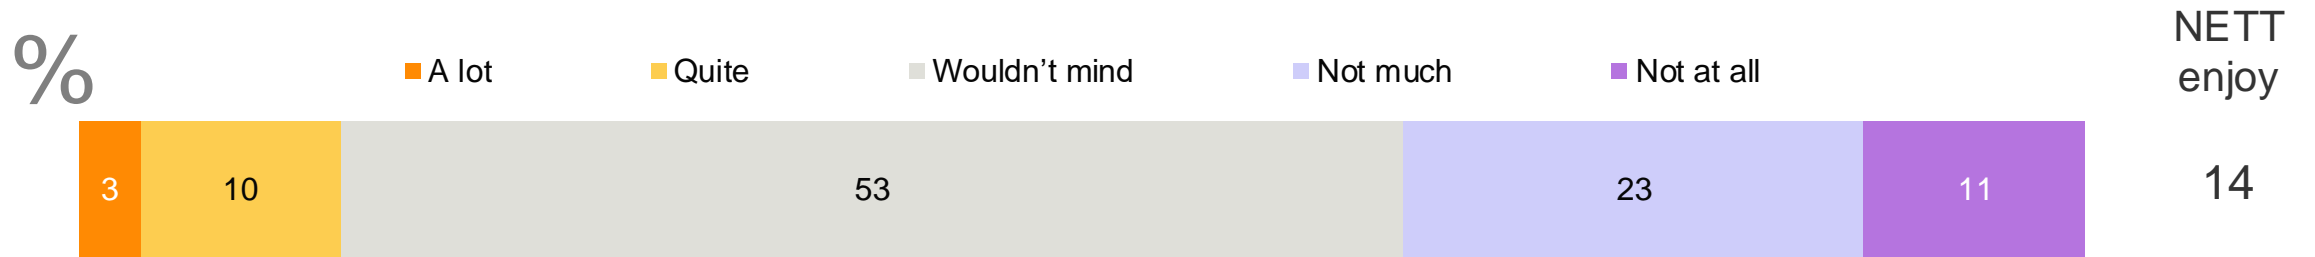 %
A lot Quite Wouldn’t mind Not much Not at all
NETT
enjoy
3 10 53 23 11 14